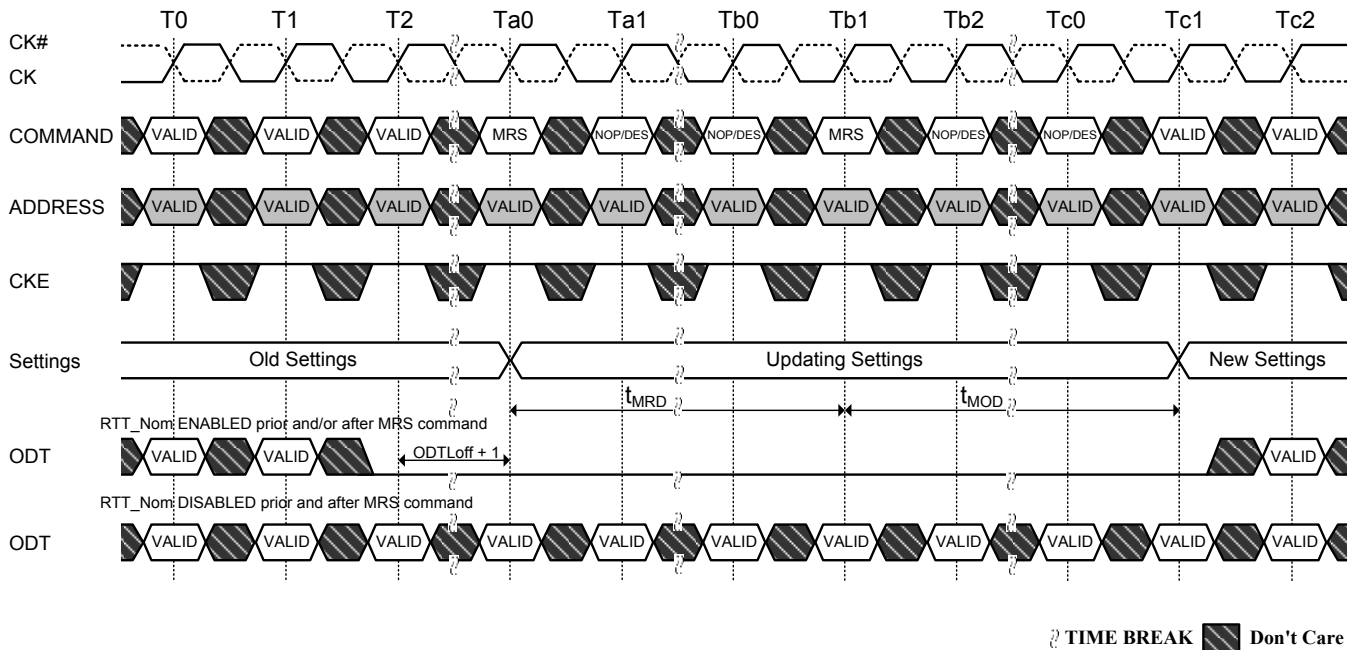 T0 T1 T2 Ta0 Ta1 Tb0 Tb1 Tb2 Tc0 Tc1 Tc2
CK#
CK
COMMAND VALID VALID VALID MRS NOP/DES NOP/DES MRS NOP/DES NOP/DES VALID VALID
ADDRESS VALID VALID VALID VALID VALID VALID VALID VALID VALID VALID VALID
CKE
Settings Old Settings Updating Settings New Settings
tMRD tMOD
RTT_Nom ENABLED prior and/or after MRS command
ODT VALID VALID ODTLoff + 1 VALID
RTT_Nom DISABLED prior and after MRS command
ODT VALID VALID VALID VALID VALID VALID VALID VALID VALID VALID VALID
TIME BREAK Don't Care